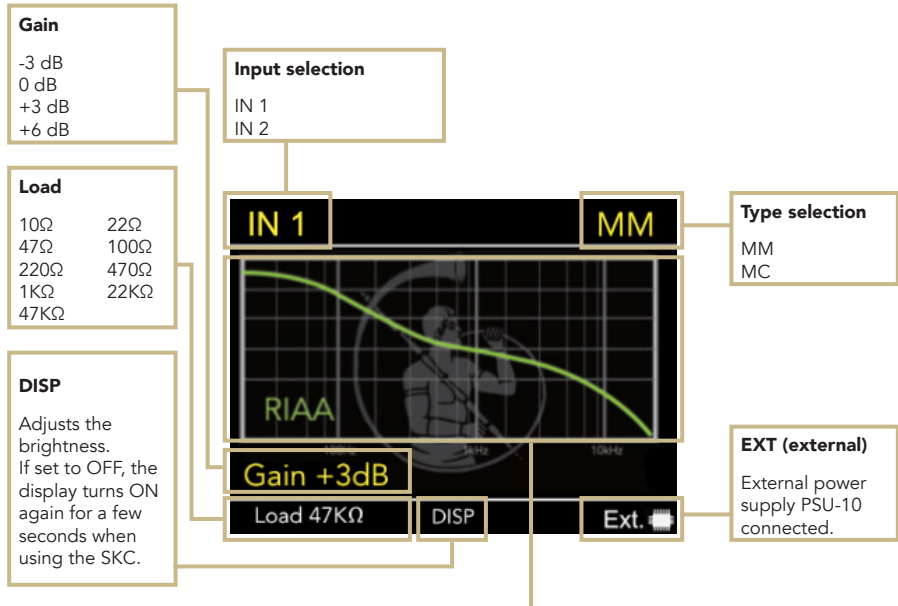 Gain
-3 dB
0 dB
+3 dB
+6 dB
Input selection
IN 1
IN 2
Load
10Ω 22Ω
47Ω 100Ω
220Ω 470Ω
1KΩ 22KΩ
47KΩ
DISP
Adjusts the
brightness.
If set to OFF, the
display turns ON
again for a few
seconds when
using the SKC.
IN 1 MM
RIAA
100Hz 1kHz 10kHz
Gain +3dB
Load 47KΩ DISP Ext.
Type selection
MM
MC
EXT (external)
External power
supply PSU-10
connected.